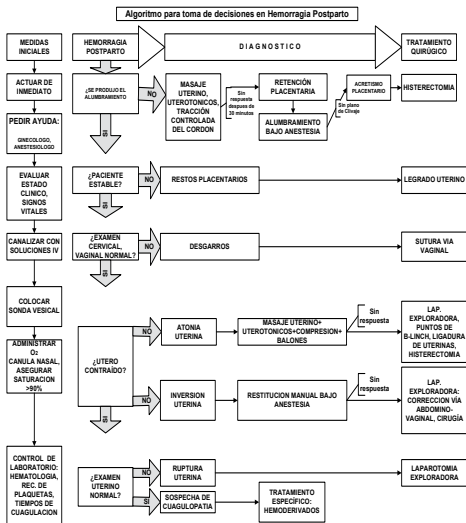 Algoritmo para toma de decisiones en Hemorragia Postparto
MEDIDAS
INICIALES
HEMORRAGIA
POSTPARTO
DIAGNOSTICO
TRATAMIENTO
QUIRÚGICO
ACTUAR DE
INMEDIATO
¿SE PRODUJO EL
ALUMBRAMIENTO
No
MASAJE
UTERINO,
UTEROTONICOS,
TRACCIÓN
CONTROLADA
DEL CORDON
Sin
respuesta
despues de
30 minutos
RETENCIÓN
PLACENTARIA
ALUMBRAMIENTO
BAJO ANESTESIA
Sin plano
de Clivaje
ACRETISMO
PLACENTARIO
HISTERECTOMIA
SI
PEDIR AYUDA:
GINECOLOGO,
ANESTESIOLOGO
EVALUAR
ESTADO
CLINICO,
SIGNOS
VITALES
¿PACIENTE
ESTABLE?
NO
RESTOS PLACENTARIOS
LEGRADO UTERINO
SI
CANALIZAR CON
SOLUCIONES IV
¿EXAMEN
CERVICAL,
VAGINAL NORMAL?
NO
DESGARROS
SUTURA VIA
VAGINAL
SI
COLOCAR
SONDA VESICAL
ADMINISTRAR
O2
CANULA NASAL,
ASEGURAR
SATURACION
>90%
¿UTERO
CONTRAÍDO?
NO
ATONIA
UTERINA
MASAJE UTERINO+
UTEROTONICOS+COMPRESION+
BALONES
Sin
respuesta
LAP.
EXPLORADORA,
PUNTOS DE
B-LINCH, LIGADURA
DE UTERINAS,
HISTERECTOMIA
NO
INVERSION
UTERINA
RESTITUCION MANUAL BAJO
ANESTESIA
Sin
respuesta
LAP.
EXPLORADORA:
CORRECCION VÍA
ABDOMINO-
VAGINAL, CIRUGÍA
SI
CONTROL DE
LABORATORIO:
HEMATOLOGIA,
REC. DE
PLAQUETAS,
TIEMPOS DE
CUAGULACION
¿EXAMEN
UTERINO
NORMAL?
NO
RUPTURA
UTERINA
LAPAROTOMIA
EXPLORADORA
SI
SOSPECHA DE
CUAGULOPATIA
TRATAMIENTO
ESPECÍFICO:
HEMODERIVADOS